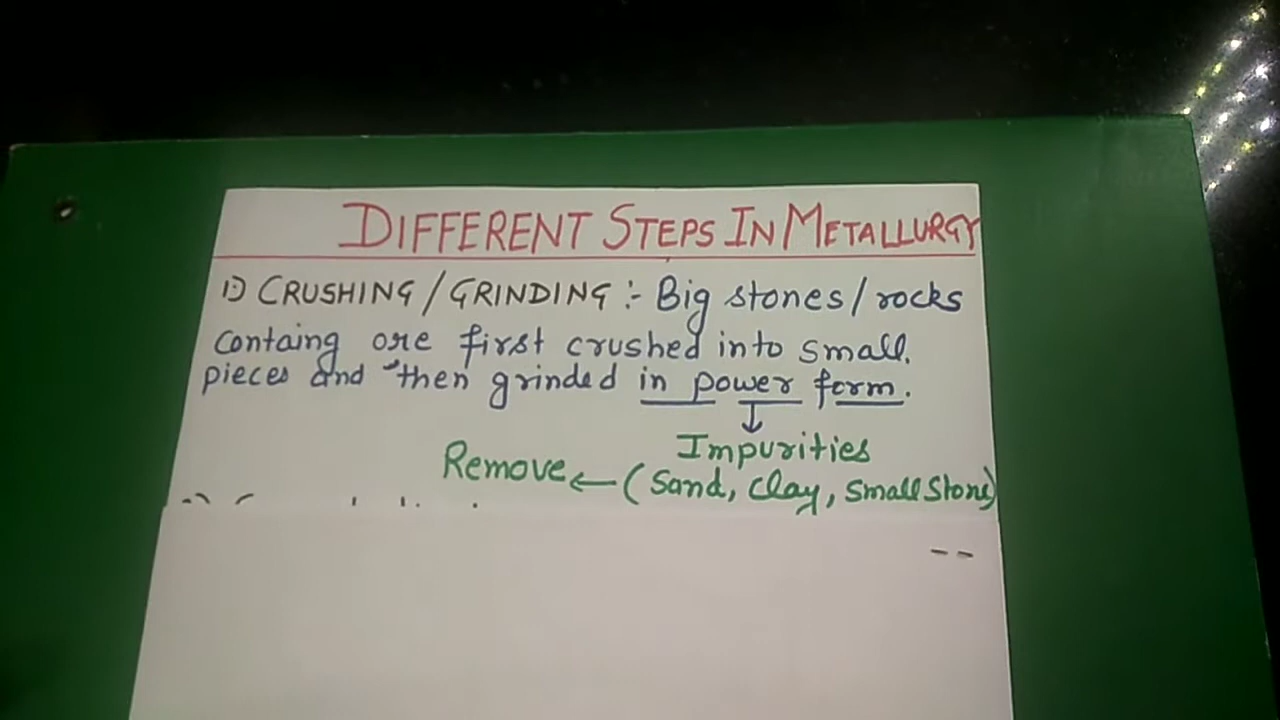 DIFFERENT STEPS IN METALLURGY
1) CRUSHING/GRINDING :- Big stones/rocks
Containg ore first crushed into small
pieces and then grinded in power form.
↓
Impurities
Remove ← (Sand, Clay, Small Stone)